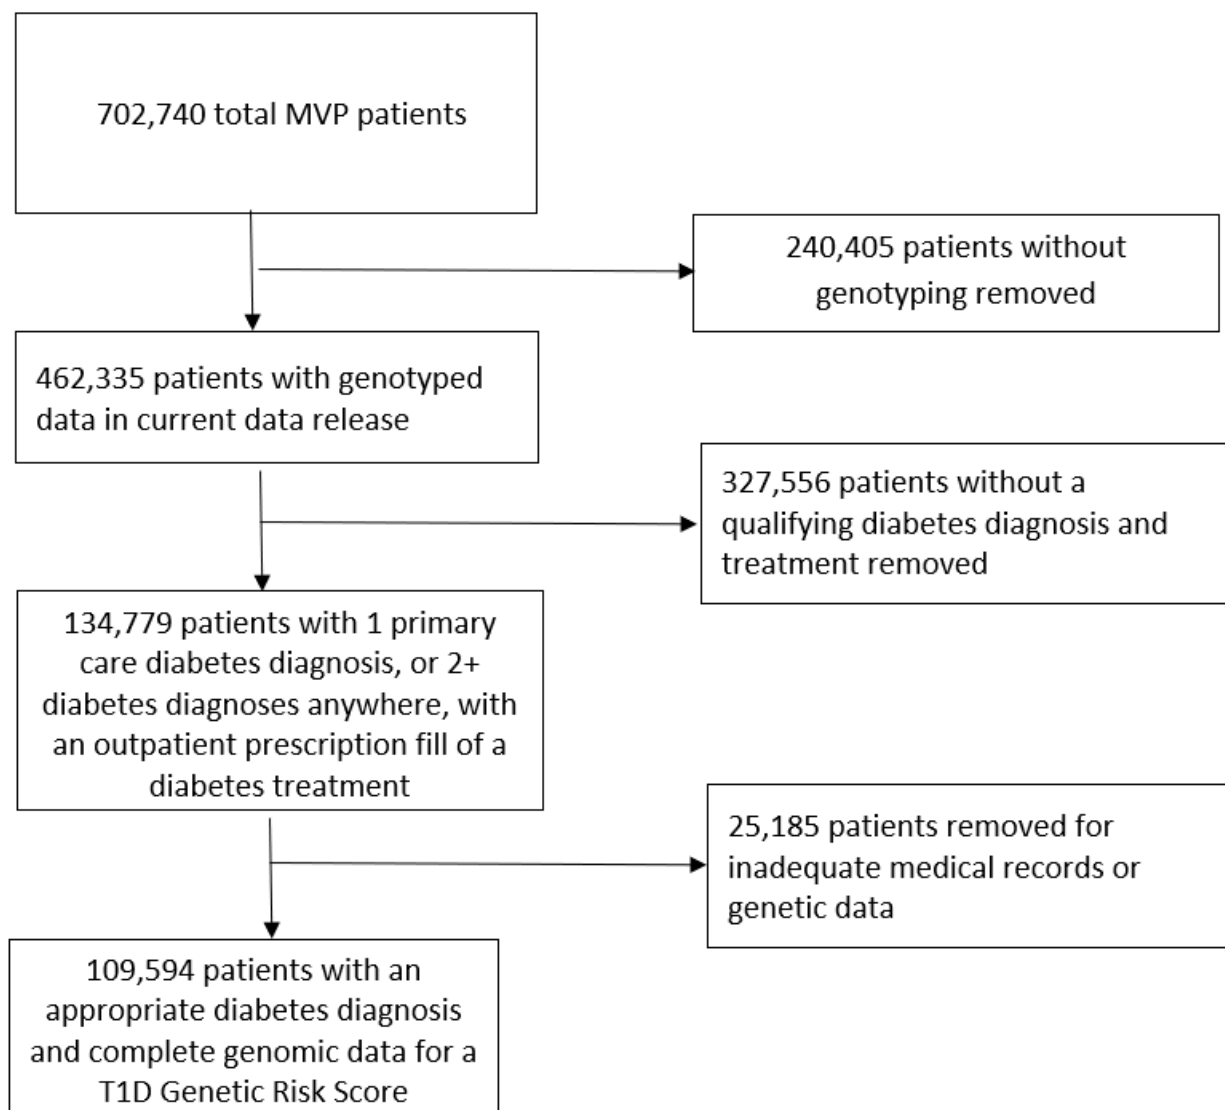 702,740 total MVP patients
240,405 patients without
genotyping removed
462,335 patients with genotyped
data in current data release
327,556 patients without a
qualifying diabetes diagnosis and
treatment removed
134,779 patients with 1 primary
care diabetes diagnosis, or 2+
diabetes diagnoses anywhere, with
an outpatient prescription fill of a
diabetes treatment
25,185 patients removed for
inadequate medical records or
genetic data
109,594 patients with an
appropriate diabetes diagnosis
and complete genomic data for a
T1D Genetic Risk Score